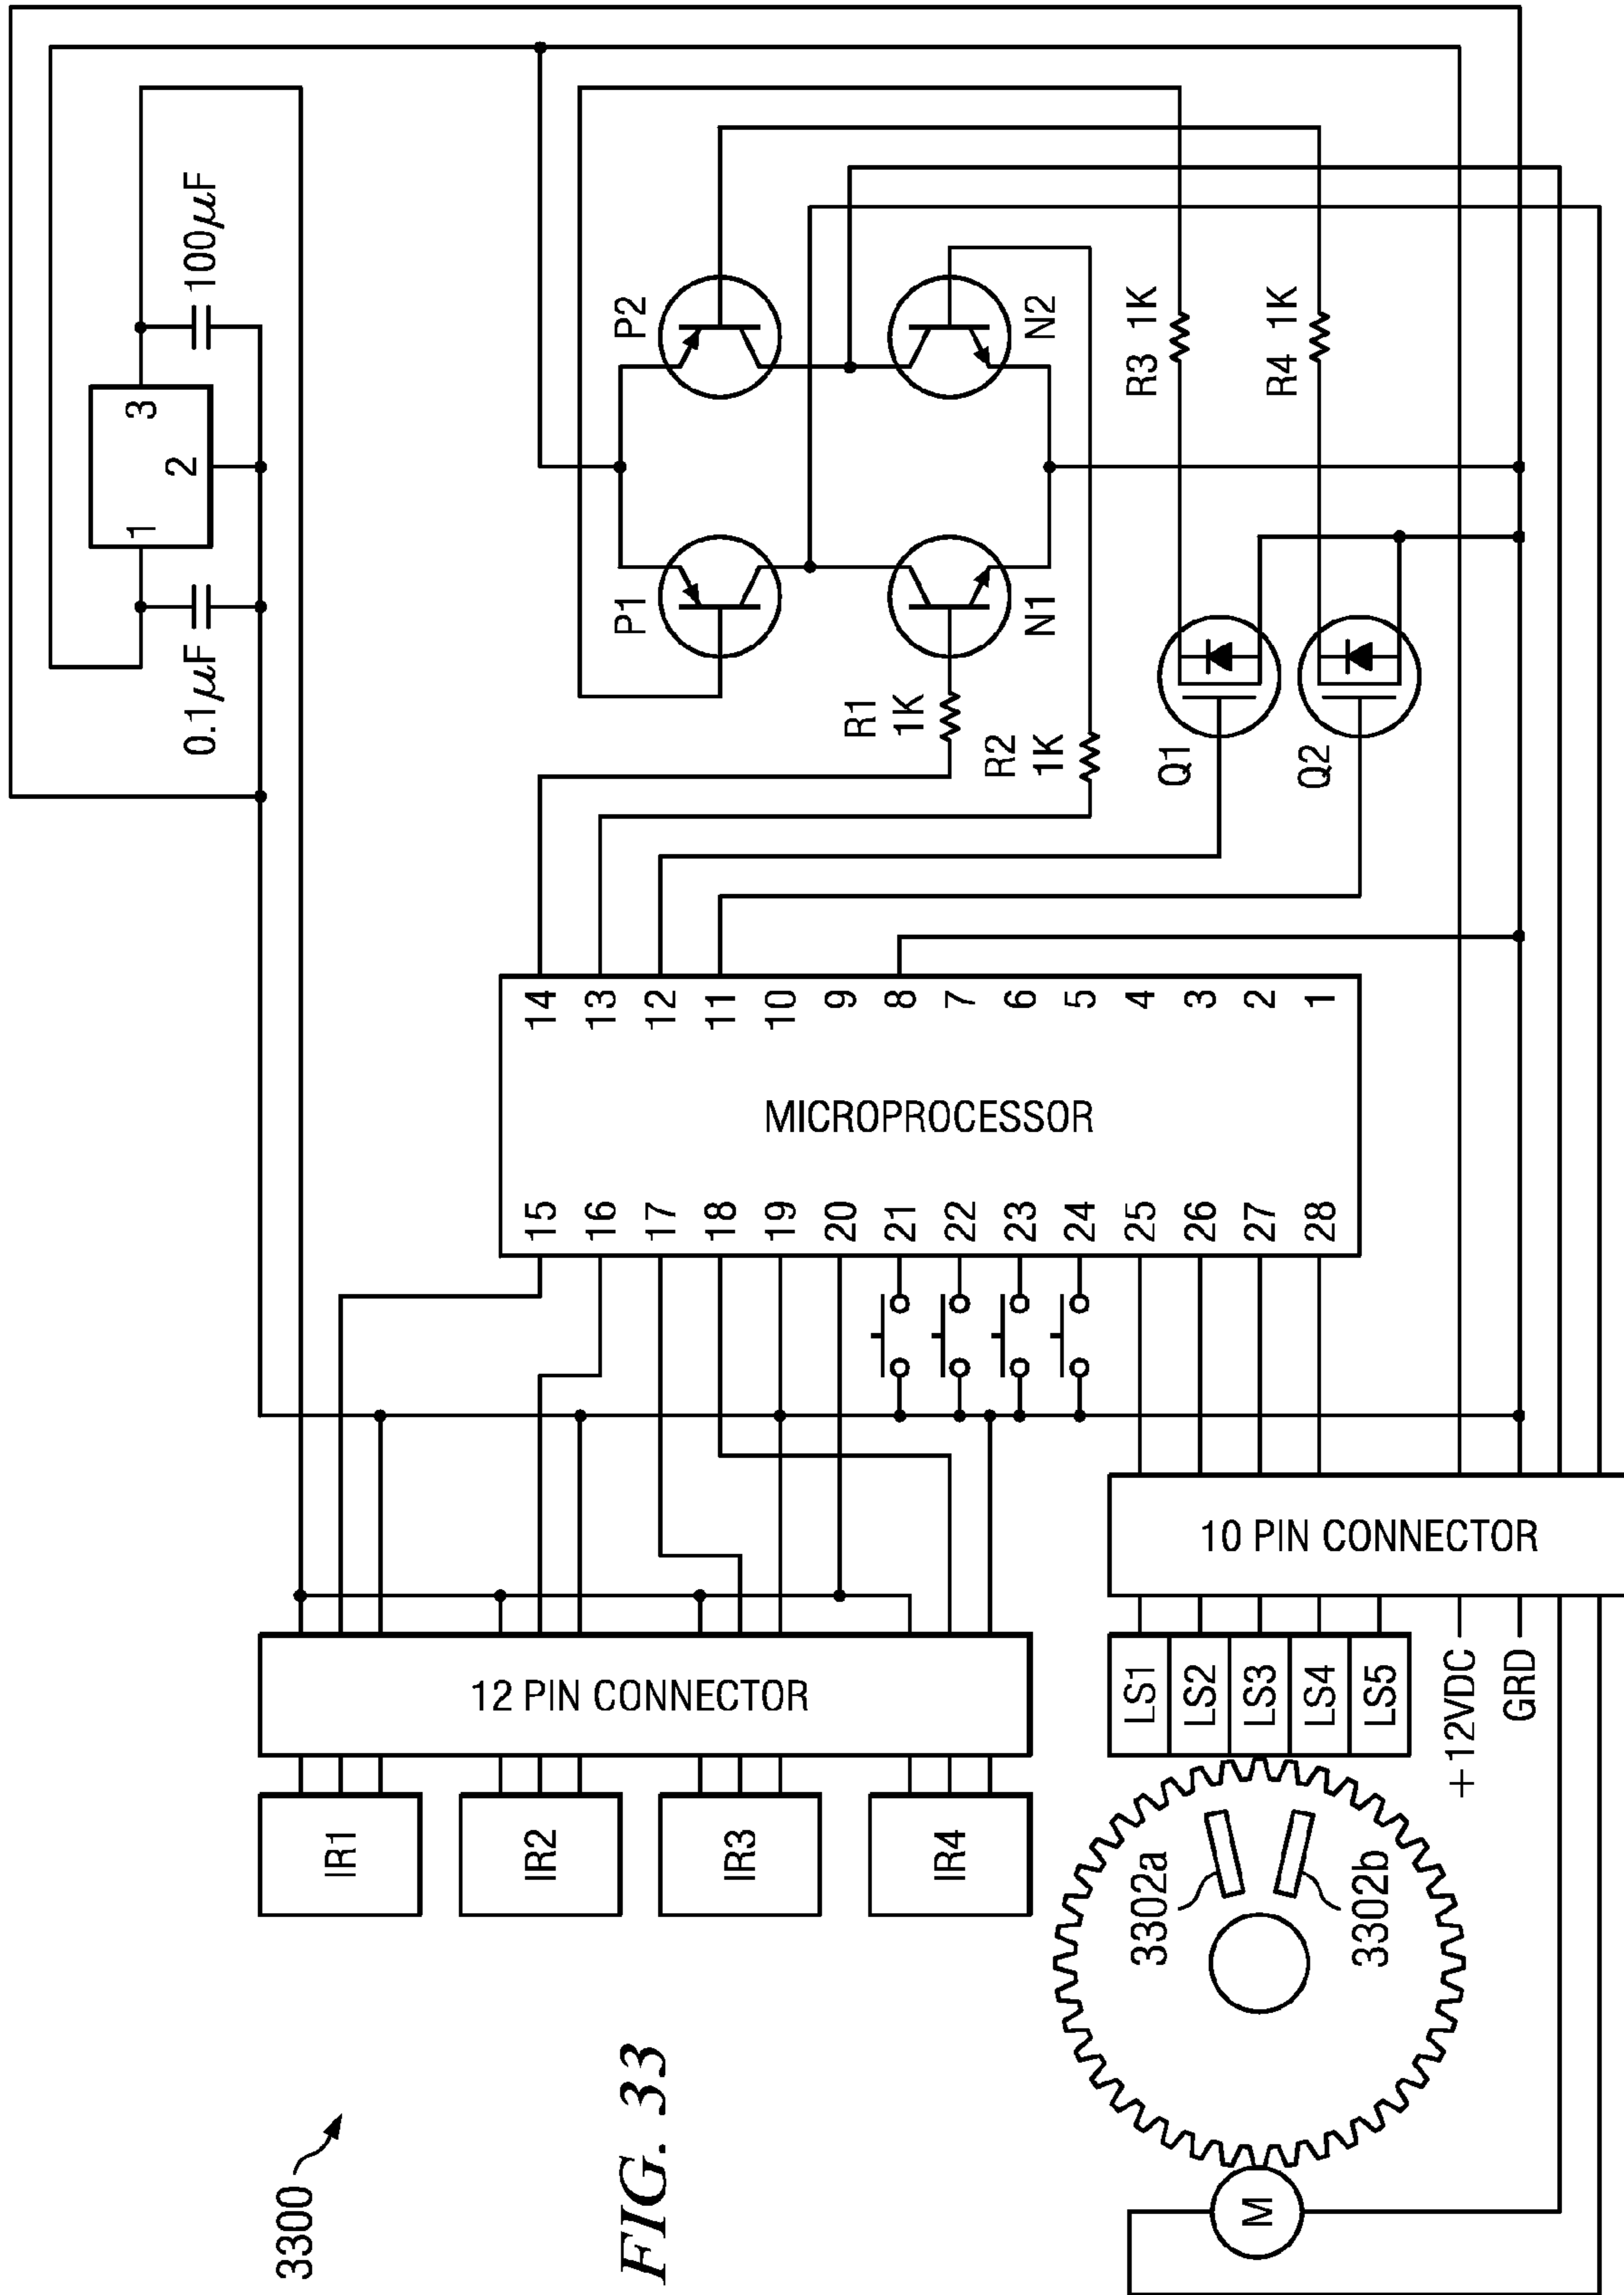 3300
FIG. 33
0.1µF
100µF
1
2
3
P1
P2
N1
N2
R1
1K
R2
1K
R3 1K
R4 1K
Q1
Q2
14
13
12
11
10
9
8
7
6
5
4
3
2
1
MICROPROCESSOR
15
16
17
18
19
20
21
22
23
24
25
26
27
28
12 PIN CONNECTOR
10 PIN CONNECTOR
IR1
IR2
IR3
IR4
LS1
LS2
LS3
LS4
LS5
+12VDC
GRD
3302a
3302b
M